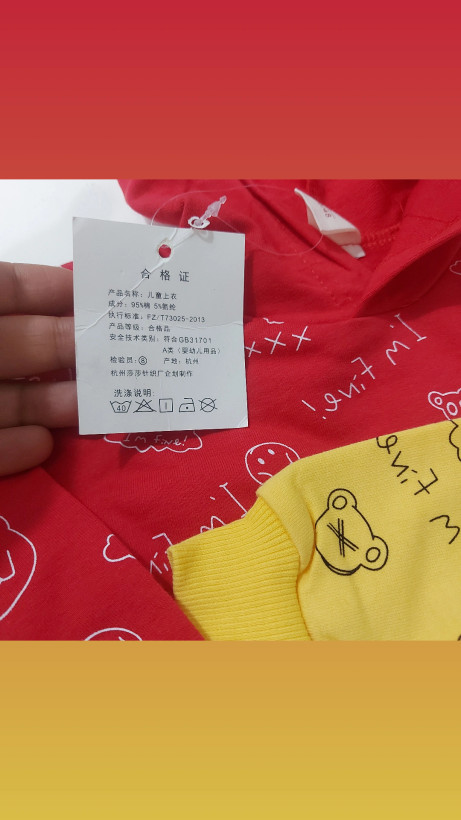 合格证
产品名称：儿童上衣
成分：95%棉 5%氨纶
执行标准：FZ/T73025-2013
产品等级：合格品
安全技术类别：符合GB31701
A类（婴幼儿用品）
检验员：⑧ 产地：杭州
杭州莎莎针织厂企划制作
洗涤说明
40
XXX
I'm fine!
I'm fine!
fine
I'm